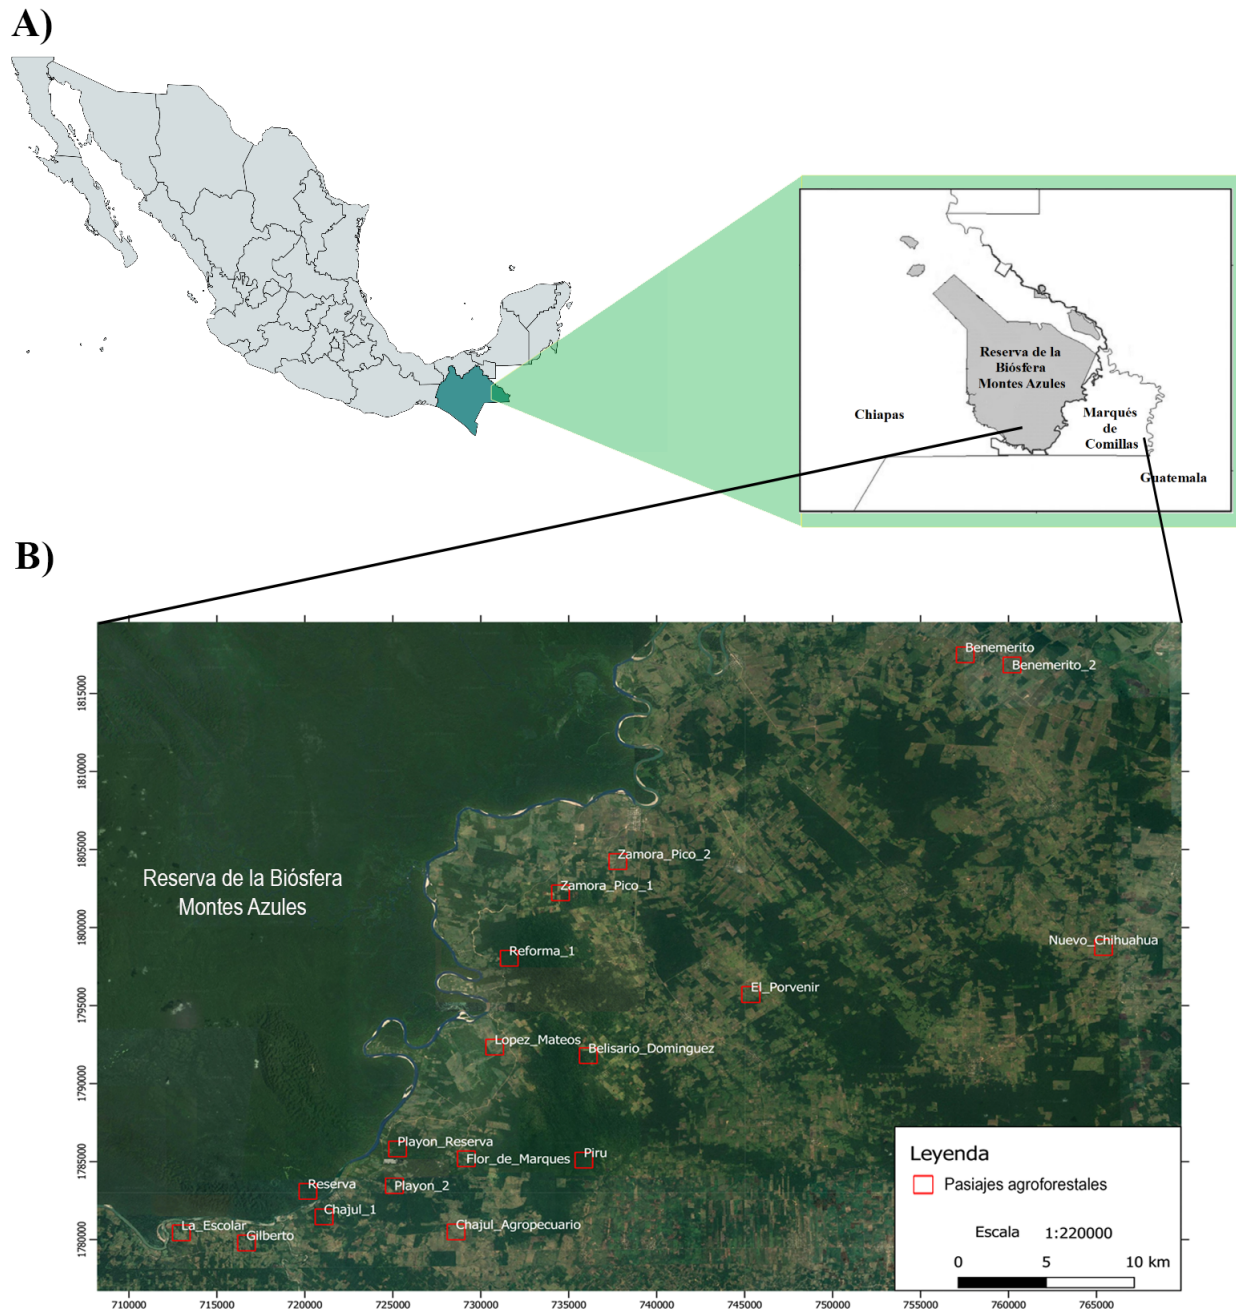 A)
Reserva de la
Biósfera
Montes Azules
Chiapas
Marqués
de
Comillas
Guatemala
B)
Benemerito
Benemerito_2
Zamora_Pico_2
Zamora_Pico_1
Reserva de la Biósfera
Montes Azules
Nuevo_Chihuahua
Reforma_1
El_Porvenir
Lopez_Mateos
Belisario_Dominguez
Playon_Reserva
Flor_de_Marques
Piru
Reserva
Playon_2
Chajul_1
La_Escolar
Gilberto
Chajul_Agropecuario
Leyenda
Pasiajes agroforestales
Escala 1:220000
0 5 10 km
1815000
1810000
1805000
1800000
1795000
1790000
1785000
1780000
710000 715000 720000 725000 730000 735000 740000 745000 750000 755000 760000 765000